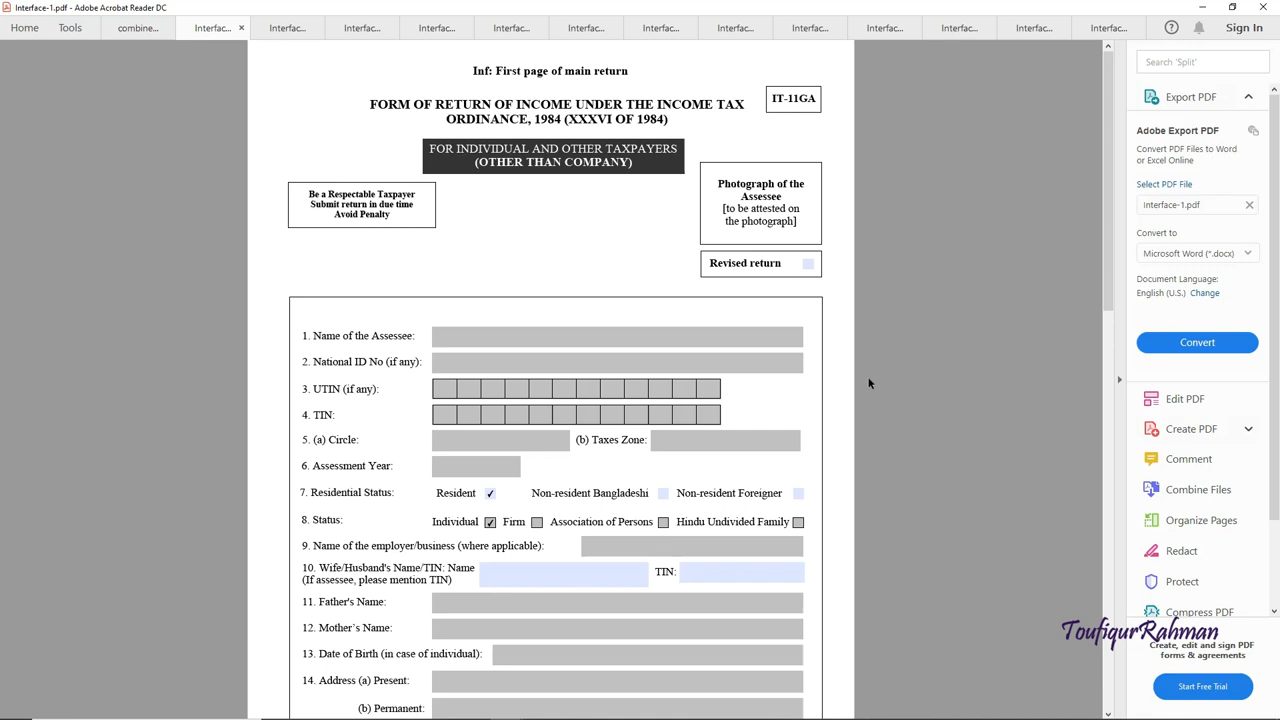 Interface-1.pdf - Adobe Acrobat Reader DC
Home Tools combine... Interfac... × Interfac... Interfac... Interfac... Interfac... Interfac... Interfac... Interfac... Interfac... Interfac... Interfac... Interfac... Interfac... Sign In
Inf: First page of main return
IT-11GA
FORM OF RETURN OF INCOME UNDER THE INCOME TAX
ORDINANCE, 1984 (XXXVI OF 1984)
FOR INDIVIDUAL AND OTHER TAXPAYERS
(OTHER THAN COMPANY)
Be a Respectable Taxpayer
Submit return in due time
Avoid Penalty
Photograph of the
Assessee
[to be attested on
the photograph]
Revised return
1. Name of the Assessee:
2. National ID No (if any):
3. UTIN (if any):
4. TIN:
5. (a) Circle: (b) Taxes Zone:
6. Assessment Year:
7. Residential Status: Resident ✓ Non-resident Bangladeshi Non-resident Foreigner
8. Status: Individual ✓ Firm Association of Persons Hindu Undivided Family
9. Name of the employer/business (where applicable):
10. Wife/Husband's Name/TIN: Name TIN:
(If assessee, please mention TIN)
11. Father's Name:
12. Mother’s Name:
13. Date of Birth (in case of individual):
14. Address (a) Present:
(b) Permanent:
Search 'Split'
Export PDF
Adobe Export PDF
Convert PDF Files to Word
or Excel Online
Select PDF File
Interface-1.pdf
Convert to
Microsoft Word (*.docx)
Document Language:
English (U.S.) Change
Convert
Edit PDF
Create PDF
Comment
Combine Files
Organize Pages
Redact
Protect
Compress PDF
ToufiqurRahman
Create, edit and sign PDF
forms & agreements
Start Free Trial